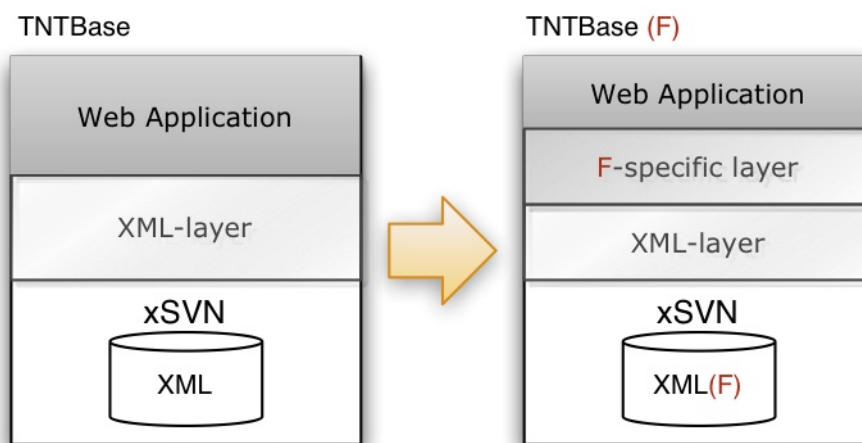 TNTBase
Web Application
XML-layer
xSVN
XML
TNTBase (F)
Web Application
F-specific layer
XML-layer
xSVN
XML(F)